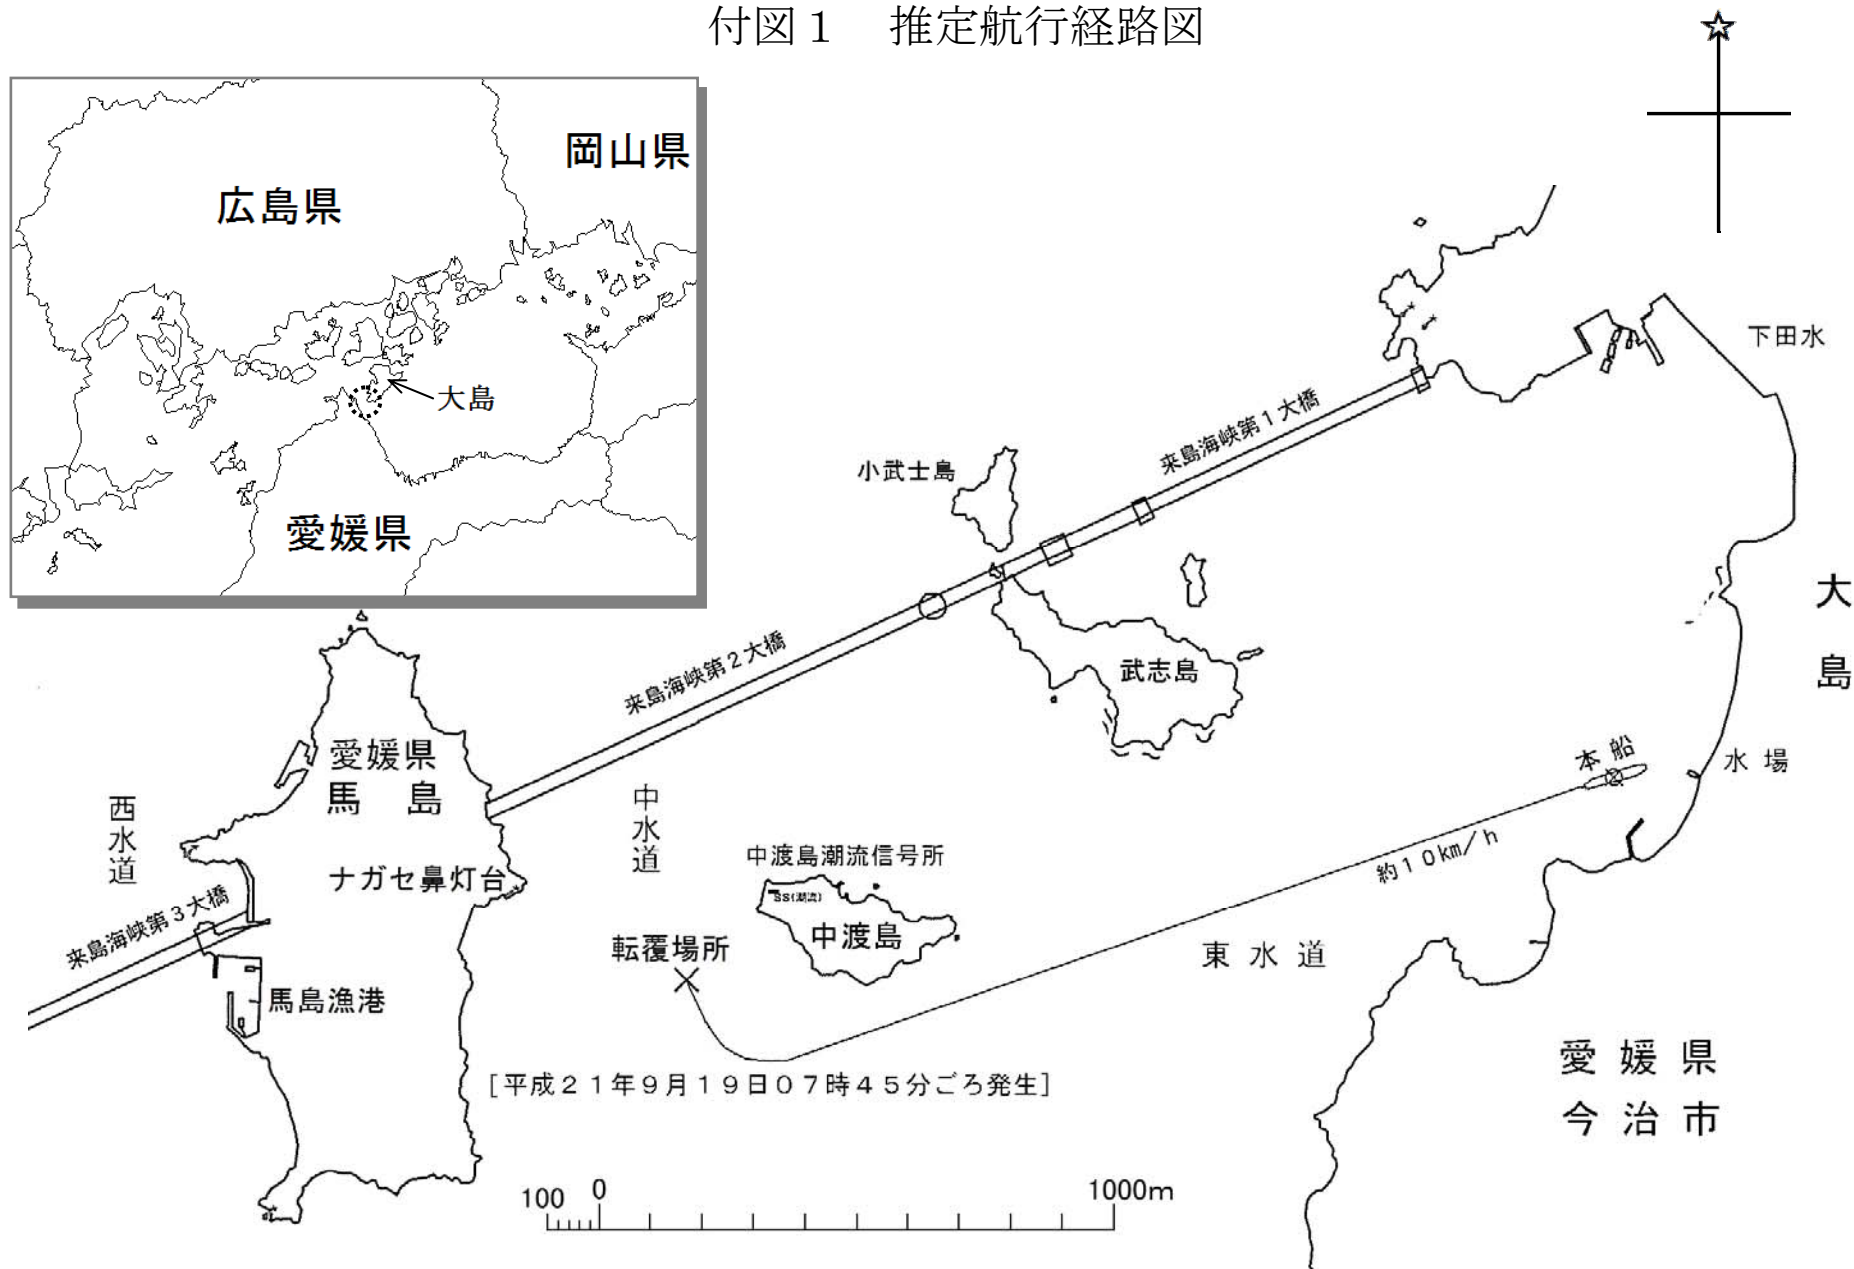 付図１　推定航行経路図
岡山県
広島県
大島
愛媛県
下田水
来島海峡第１大橋
小武士島
大島
来島海峡第２大橋
武志島
本船
水場
愛媛県
馬島
西水道
中水道
約１０km／h
中渡島潮流信号所
SS(潮流)
ナガセ鼻灯台
来島海峡第３大橋
中渡島
転覆場所
東水道
馬島漁港
愛媛県
今治市
［平成２１年９月１９日０７時４５分ごろ発生］
100 0 1000m